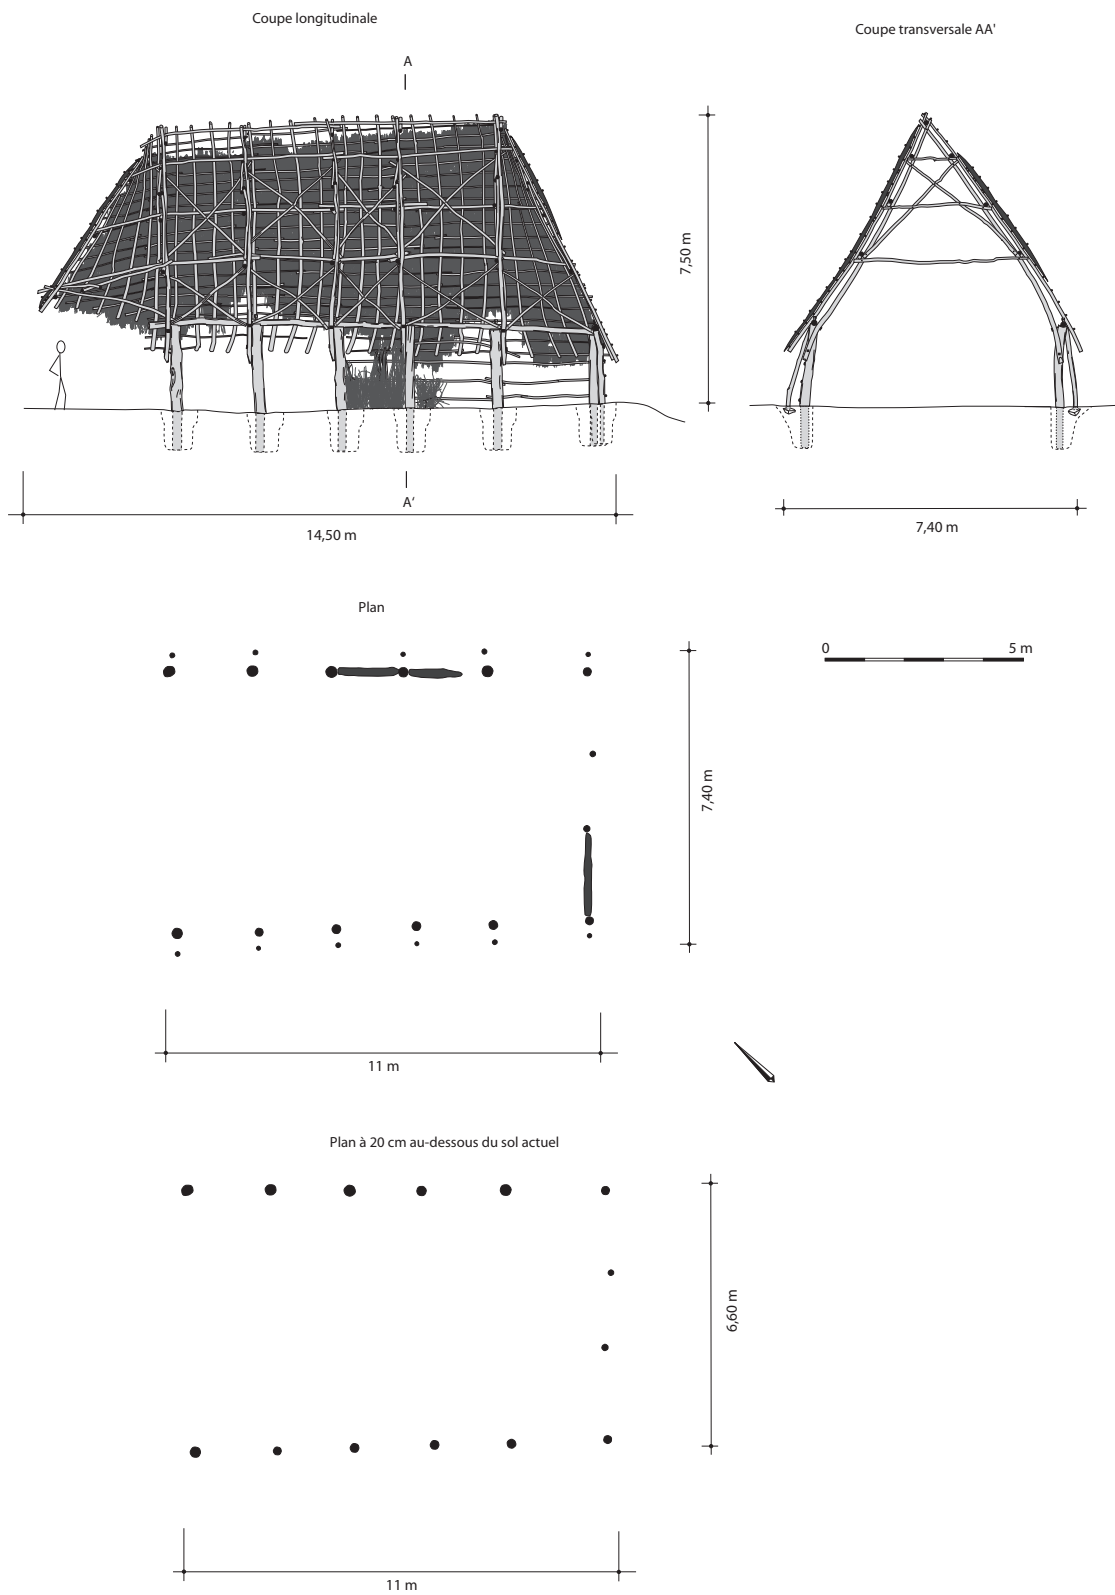 Coupe longitudinale
Coupe transversale AA'
A
7,50 m
A'
14,50 m
7,40 m
Plan
0 5 m
7,40 m
11 m
Plan à 20 cm au-dessous du sol actuel
6,60 m
11 m